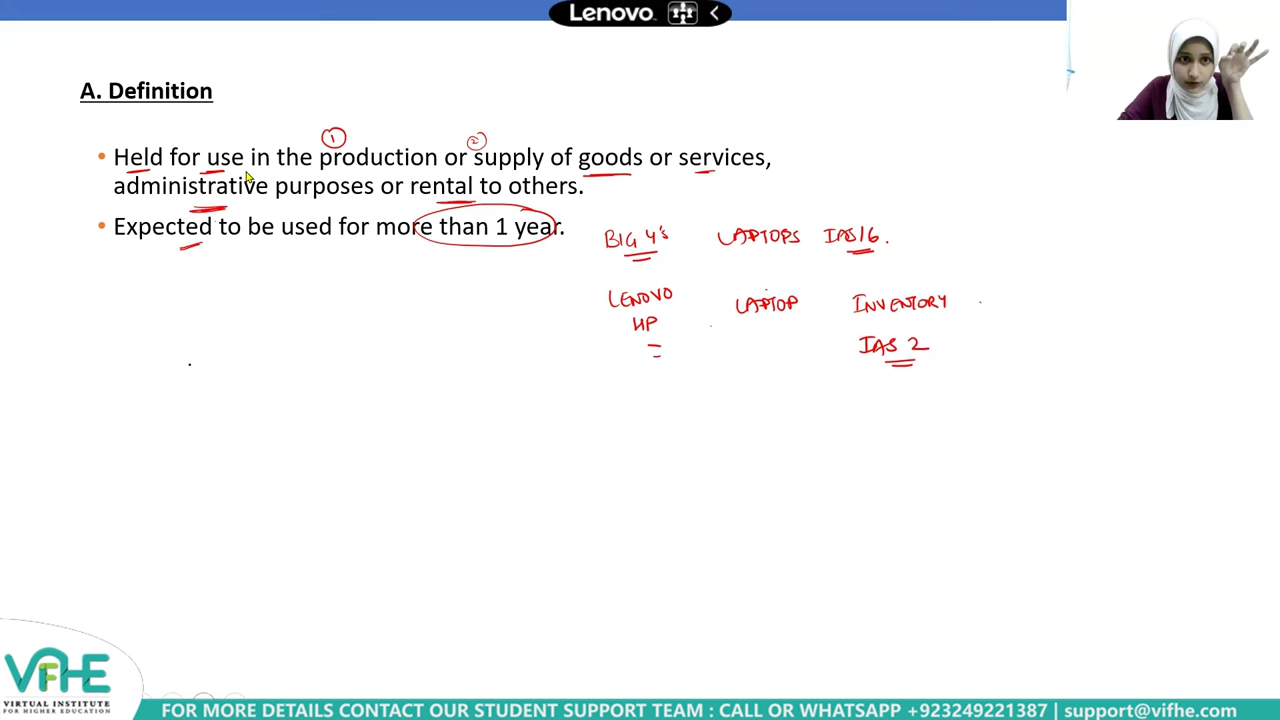 Lenovo
A. Definition
① ②
• Held for use in the production or supply of goods or services,
administrative purposes or rental to others.
• Expected to be used for more than 1 year.
BIG 4's LAPTOPS IAS16.
LENOVO LAPTOP INVENTORY
HP
IAS 2
VFHE
VIRTUAL INSTITUTE
FOR HIGHER EDUCATION
FOR MORE DETAILS CONTACT OUR STUDENT SUPPORT TEAM : CALL OR WHATSAPP +923249221387 | support@vifhe.com